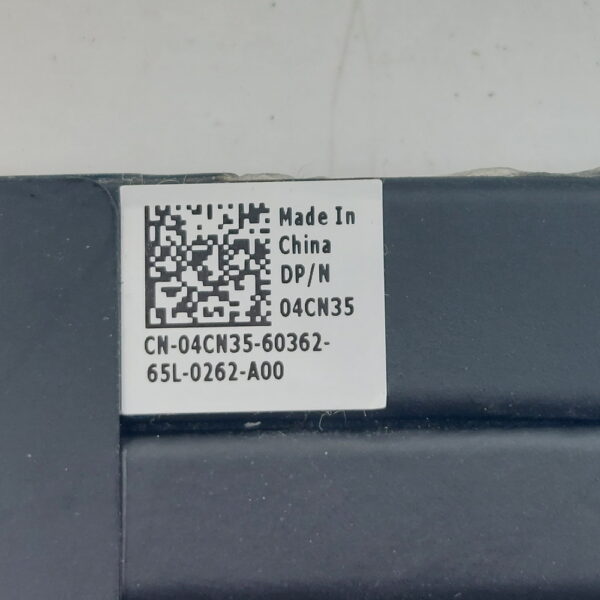 Made In
China
DP/N
04CN35
CN-04CN35-60362-
65L-0262-A00